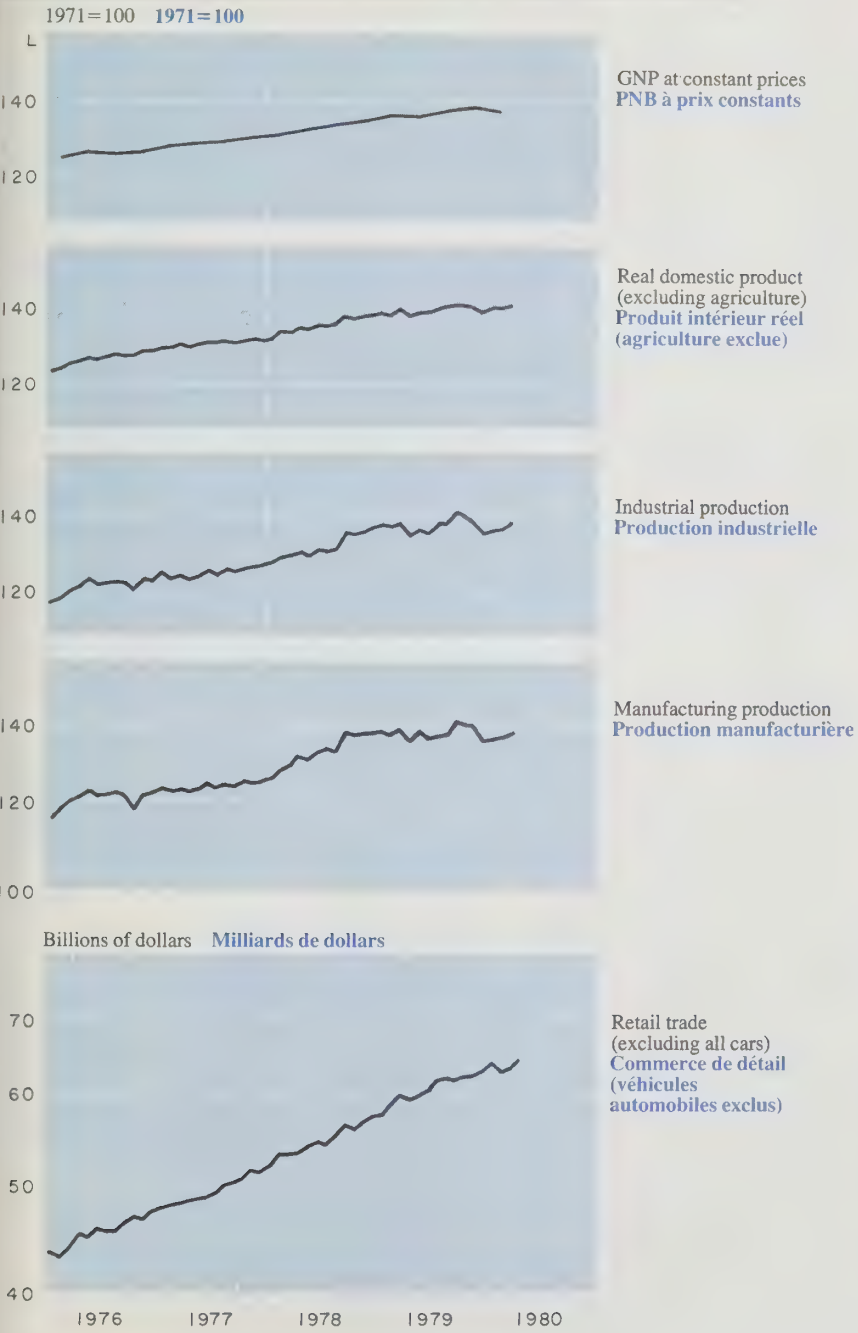 1971=100 1971=100
L
140
120
GNP at constant prices
PNB à prix constants
140
120
Real domestic product
(excluding agriculture)
Produit intérieur réel
(agriculture exclue)
140
120
Industrial production
Production industrielle
140
120
100
Manufacturing production
Production manufacturière
Billions of dollars Milliards de dollars
70
60
50
40
Retail trade
(excluding all cars)
Commerce de détail
(véhicules
automobiles exclus)
1976 1977 1978 1979 1980